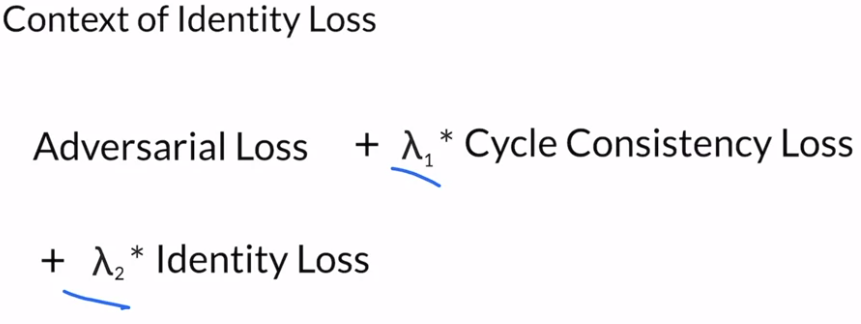 Context of Identity Loss
Adversarial Loss + λ₁ * Cycle Consistency Loss
+ λ₂ * Identity Loss